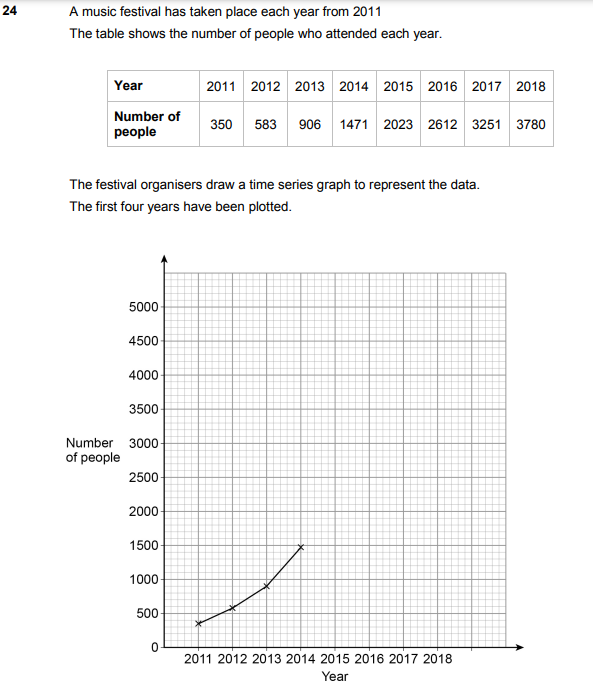 24 A music festival has taken place each year from 2011
The table shows the number of people who attended each year.
Year 2011 2012 2013 2014 2015 2016 2017 2018
Number of people 350 583 906 1471 2023 2612 3251 3780
The festival organisers draw a time series graph to represent the data.
The first four years have been plotted.
5000
4500
4000
3500
Number 3000
of people
2500
2000
1500
1000
500
0
2011 2012 2013 2014 2015 2016 2017 2018
Year